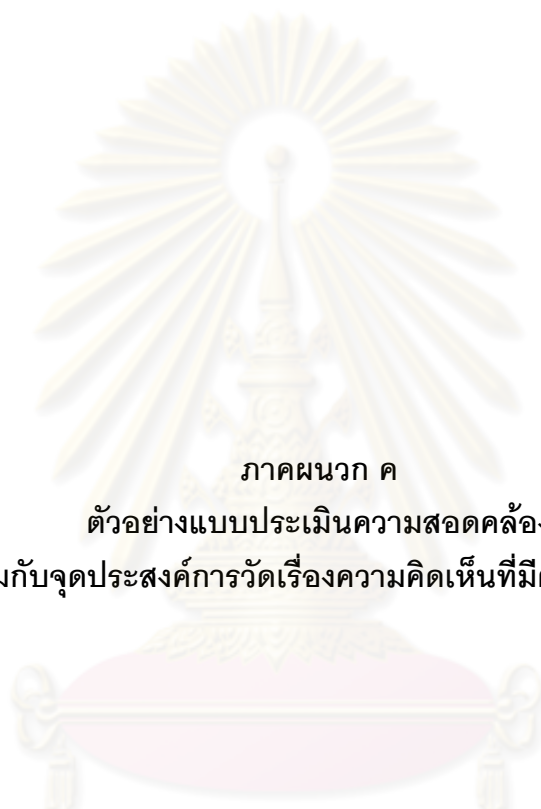 ภาคผนวก ค
ตัวอย่างแบบประเมินความสอดคล้อง
กับจุดประสงค์การวัดเรื่องความคิดเห็นที่มี